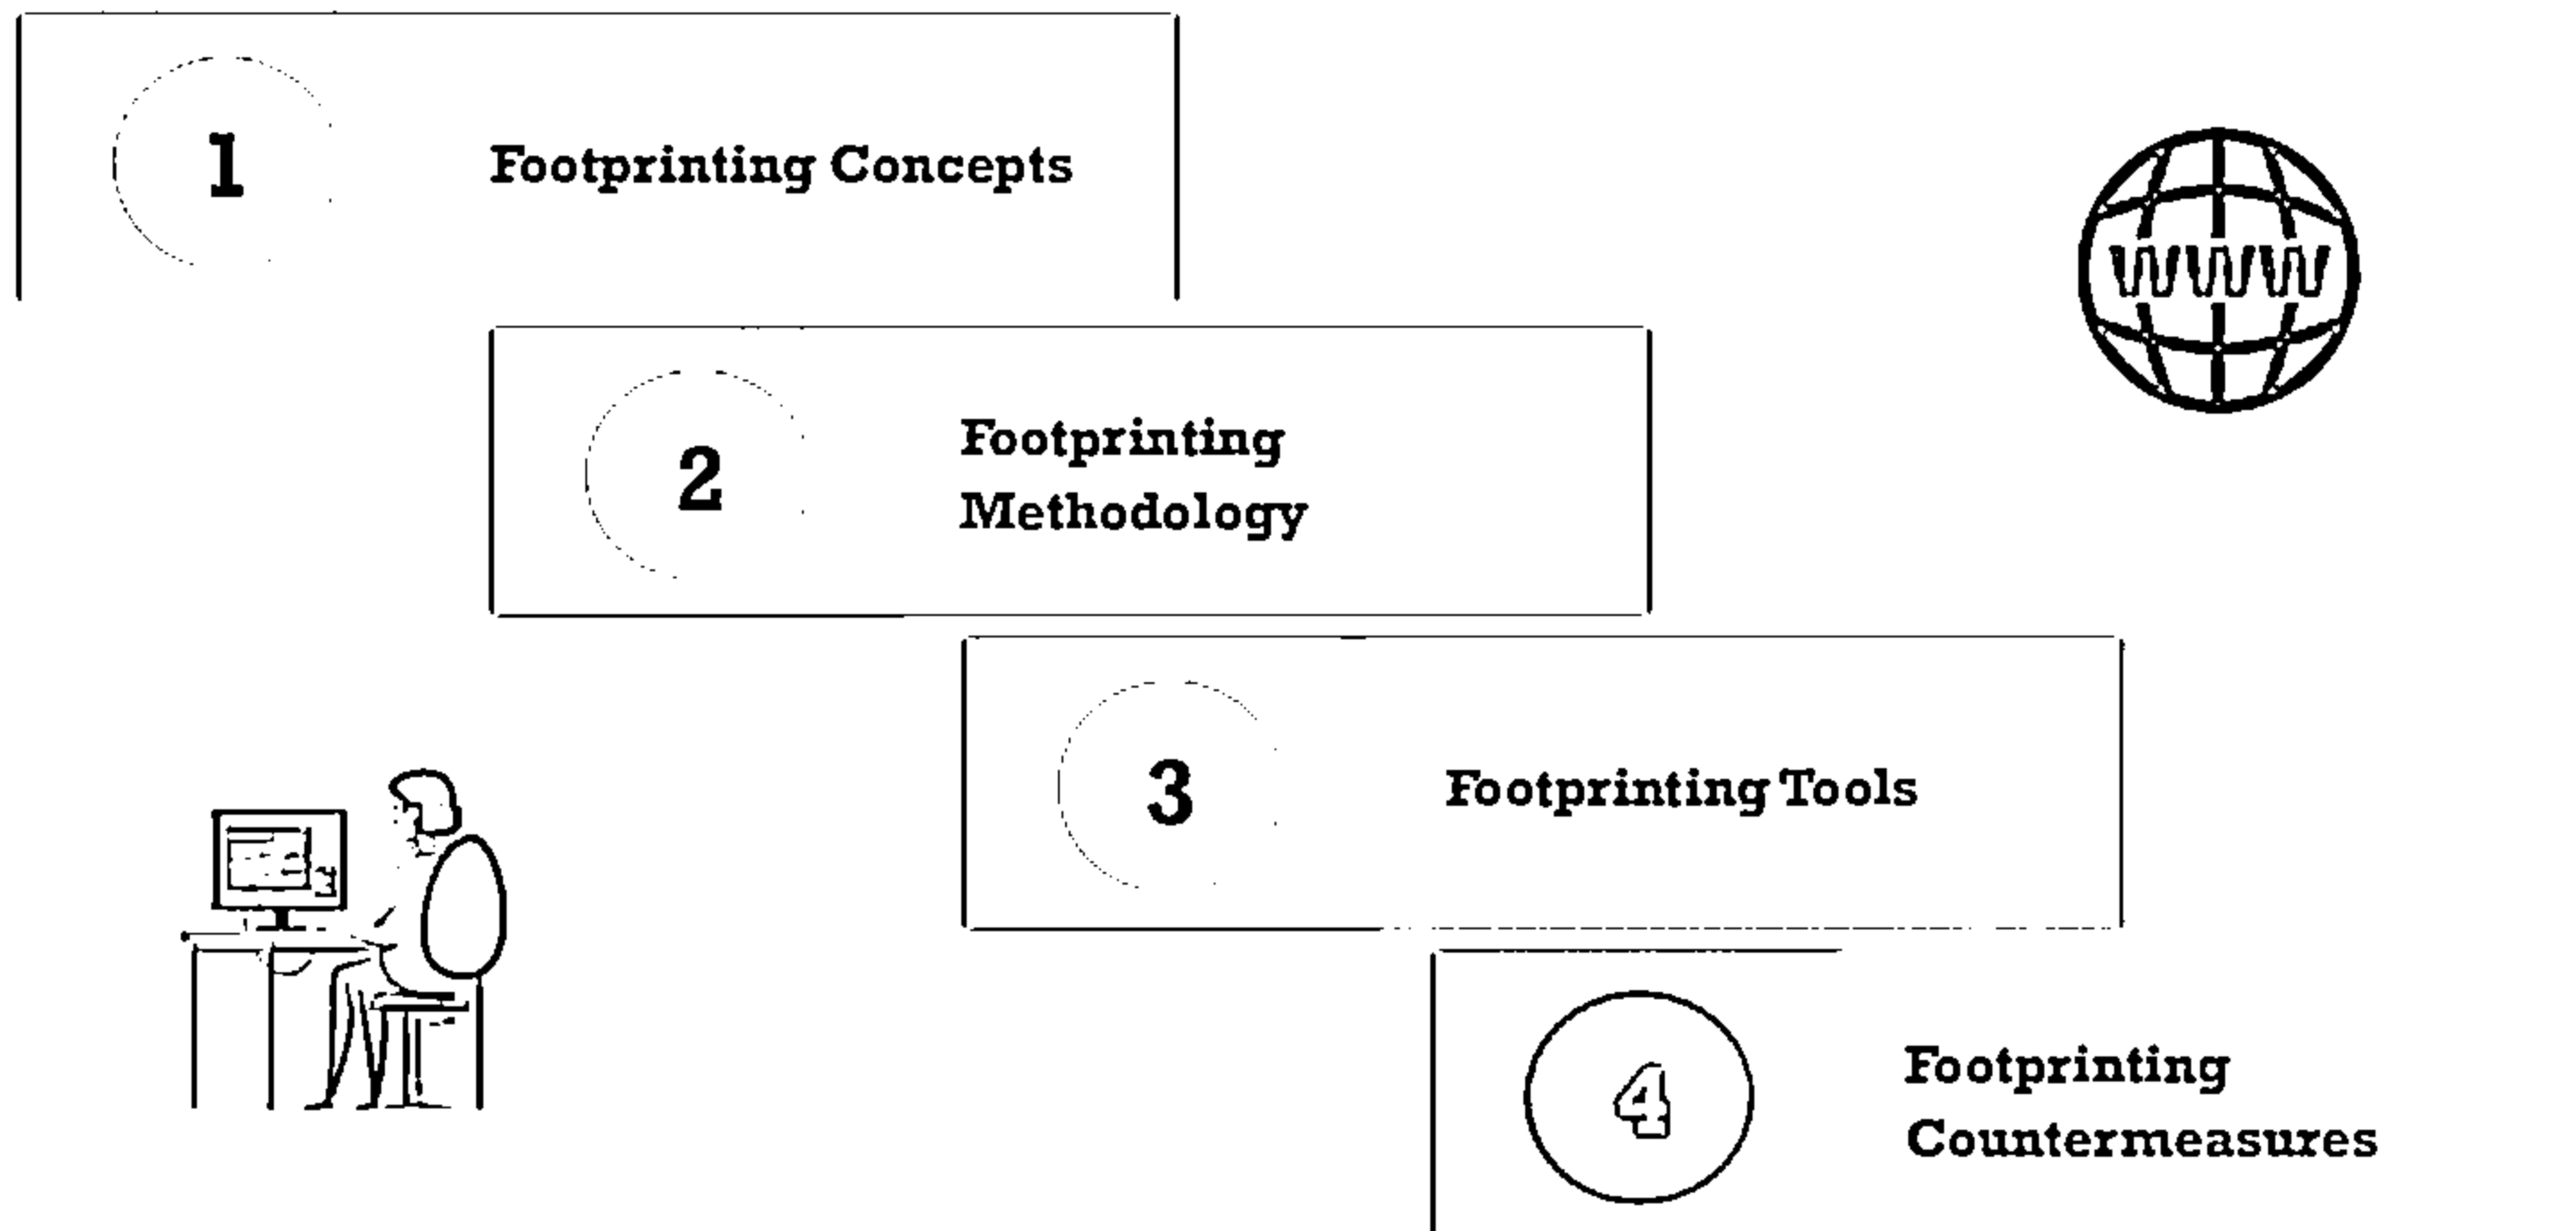 1
Footprinting Concepts
WWW
2
Footprinting
Methodology
3
Footprinting Tools
4
Footprinting
Countermeasures